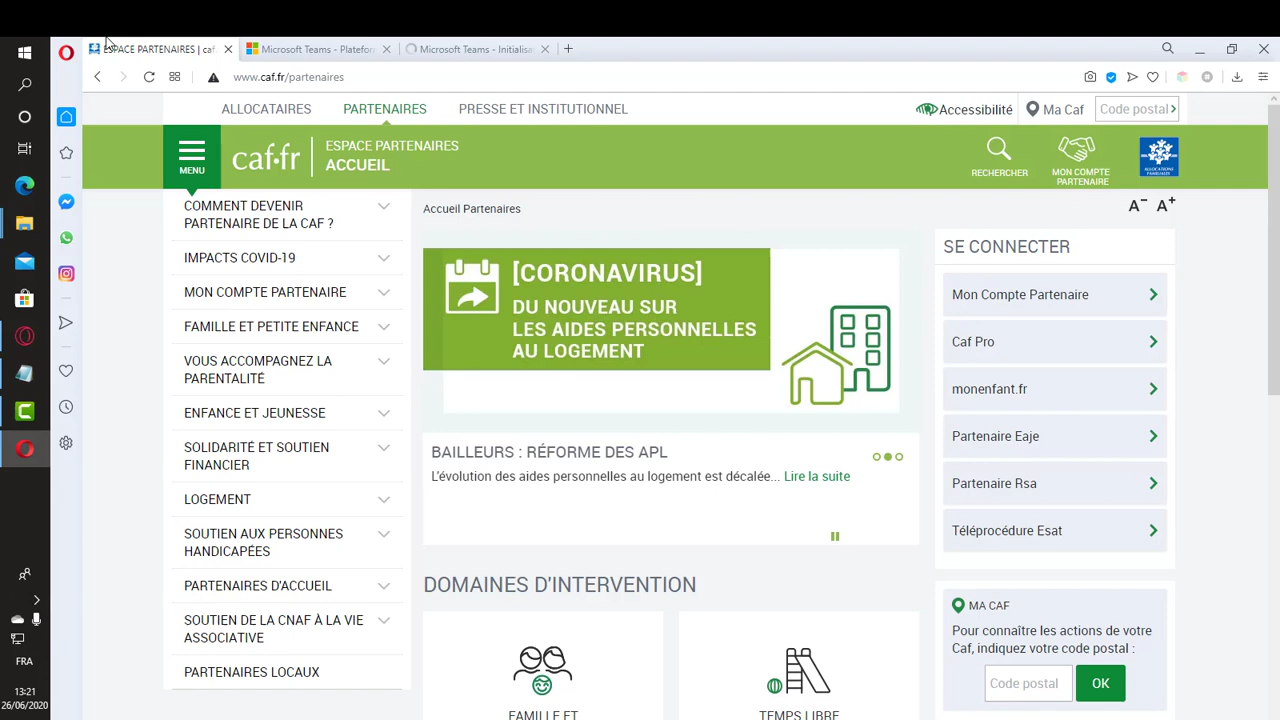 ESPACE PARTENAIRES | caf.
Microsoft Teams - Platefor
Microsoft Teams - Initialisa
www.caf.fr/partenaires
ALLOCATAIRES
PARTENAIRES
PRESSE ET INSTITUTIONNEL
Accessibilité
Ma Caf
Code postal
MENU
caf·fr
ESPACE PARTENAIRES
ACCUEIL
RECHERCHER
MON COMPTE
PARTENAIRE
ALLOCATIONS
FAMILIALES
COMMENT DEVENIR
PARTENAIRE DE LA CAF ?
IMPACTS COVID-19
MON COMPTE PARTENAIRE
FAMILLE ET PETITE ENFANCE
VOUS ACCOMPAGNEZ LA
PARENTALITÉ
ENFANCE ET JEUNESSE
SOLIDARITÉ ET SOUTIEN
FINANCIER
LOGEMENT
SOUTIEN AUX PERSONNES
HANDICAPÉES
PARTENAIRES D'ACCUEIL
SOUTIEN DE LA CNAF À LA VIE
ASSOCIATIVE
PARTENAIRES LOCAUX
Accueil Partenaires
A⁻ A⁺
[CORONAVIRUS]
DU NOUVEAU SUR
LES AIDES PERSONNELLES
AU LOGEMENT
BAILLEURS : RÉFORME DES APL
L'évolution des aides personnelles au logement est décalée... Lire la suite
DOMAINES D'INTERVENTION
FAMILLE ET
TEMPS LIBRE
SE CONNECTER
Mon Compte Partenaire
Caf Pro
monenfant.fr
Partenaire Eaje
Partenaire Rsa
Téléprocédure Esat
MA CAF
Pour connaître les actions de votre
Caf, indiquez votre code postal :
Code postal
OK
FRA
13:21
26/06/2020